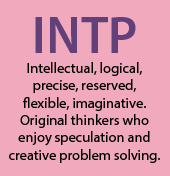 INTP
Intellectual, logical,
precise, reserved,
flexible, imaginative.
Original thinkers who
enjoy speculation and
creative problem solving.